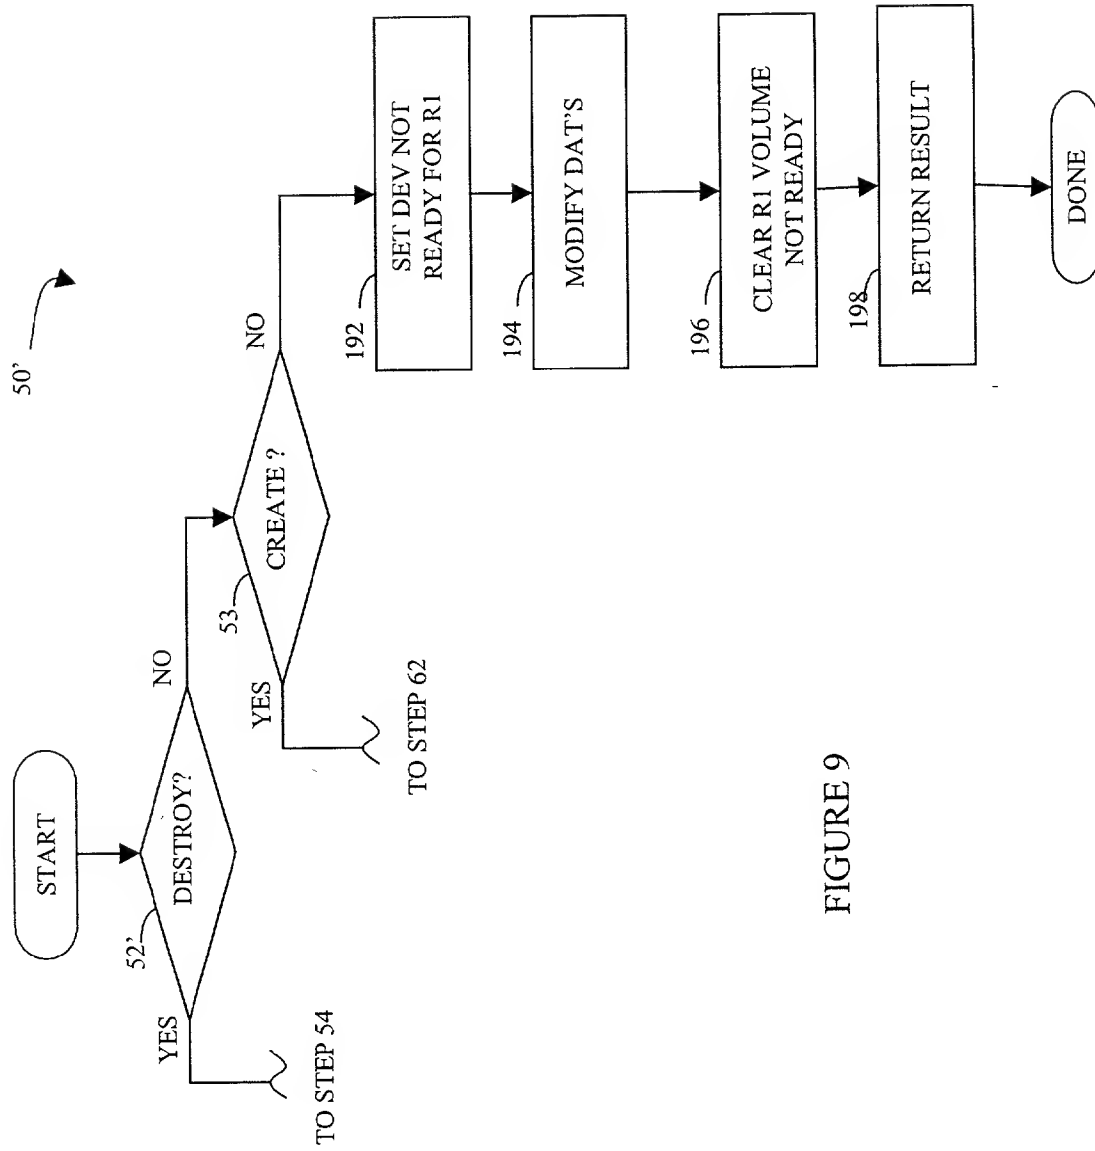 50’
START
52’
DESTROY?
YES
NO
TO STEP 54
53
CREATE ?
YES
NO
TO STEP 62
192
SET DEV NOT
READY FOR R1
194
MODIFY DAT'S
196
CLEAR R1 VOLUME
NOT READY
198
RETURN RESULT
DONE
FIGURE 9